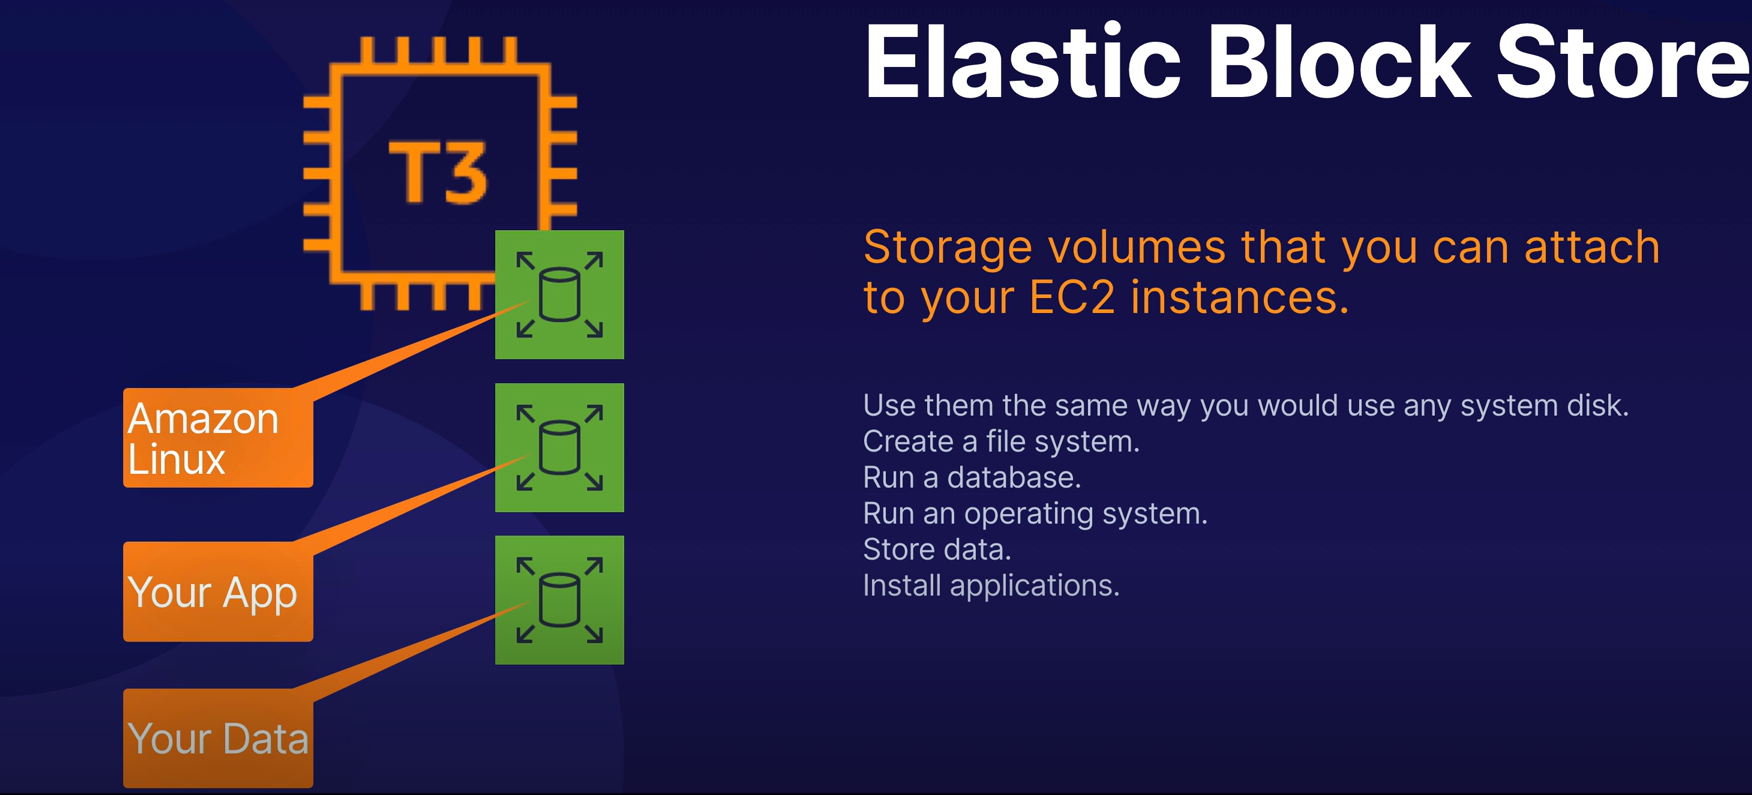 T3
Amazon
Linux
Your App
Your Data
Elastic Block Store
Storage volumes that you can attach
to your EC2 instances.
Use them the same way you would use any system disk.
Create a file system.
Run a database.
Run an operating system.
Store data.
Install applications.